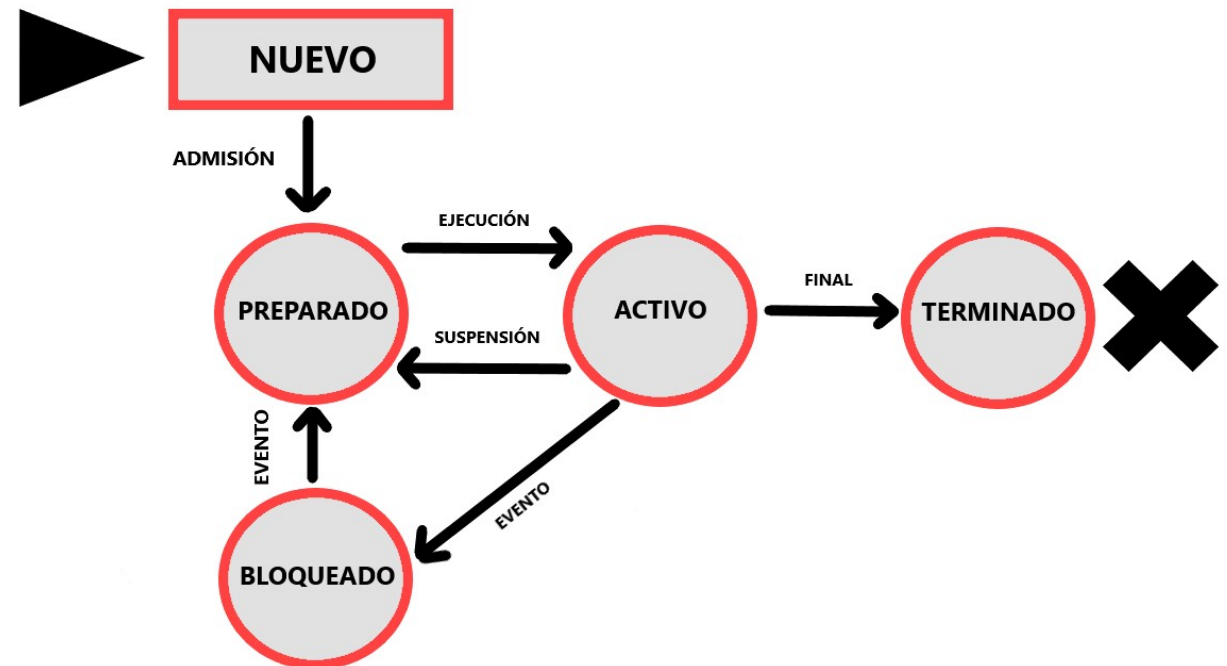 NUEVO
ADMISIÓN
EJECUCIÓN
PREPARADO
ACTIVO
FINAL
TERMINADO
SUSPENSIÓN
EVENTO
EVENTO
BLOQUEADO